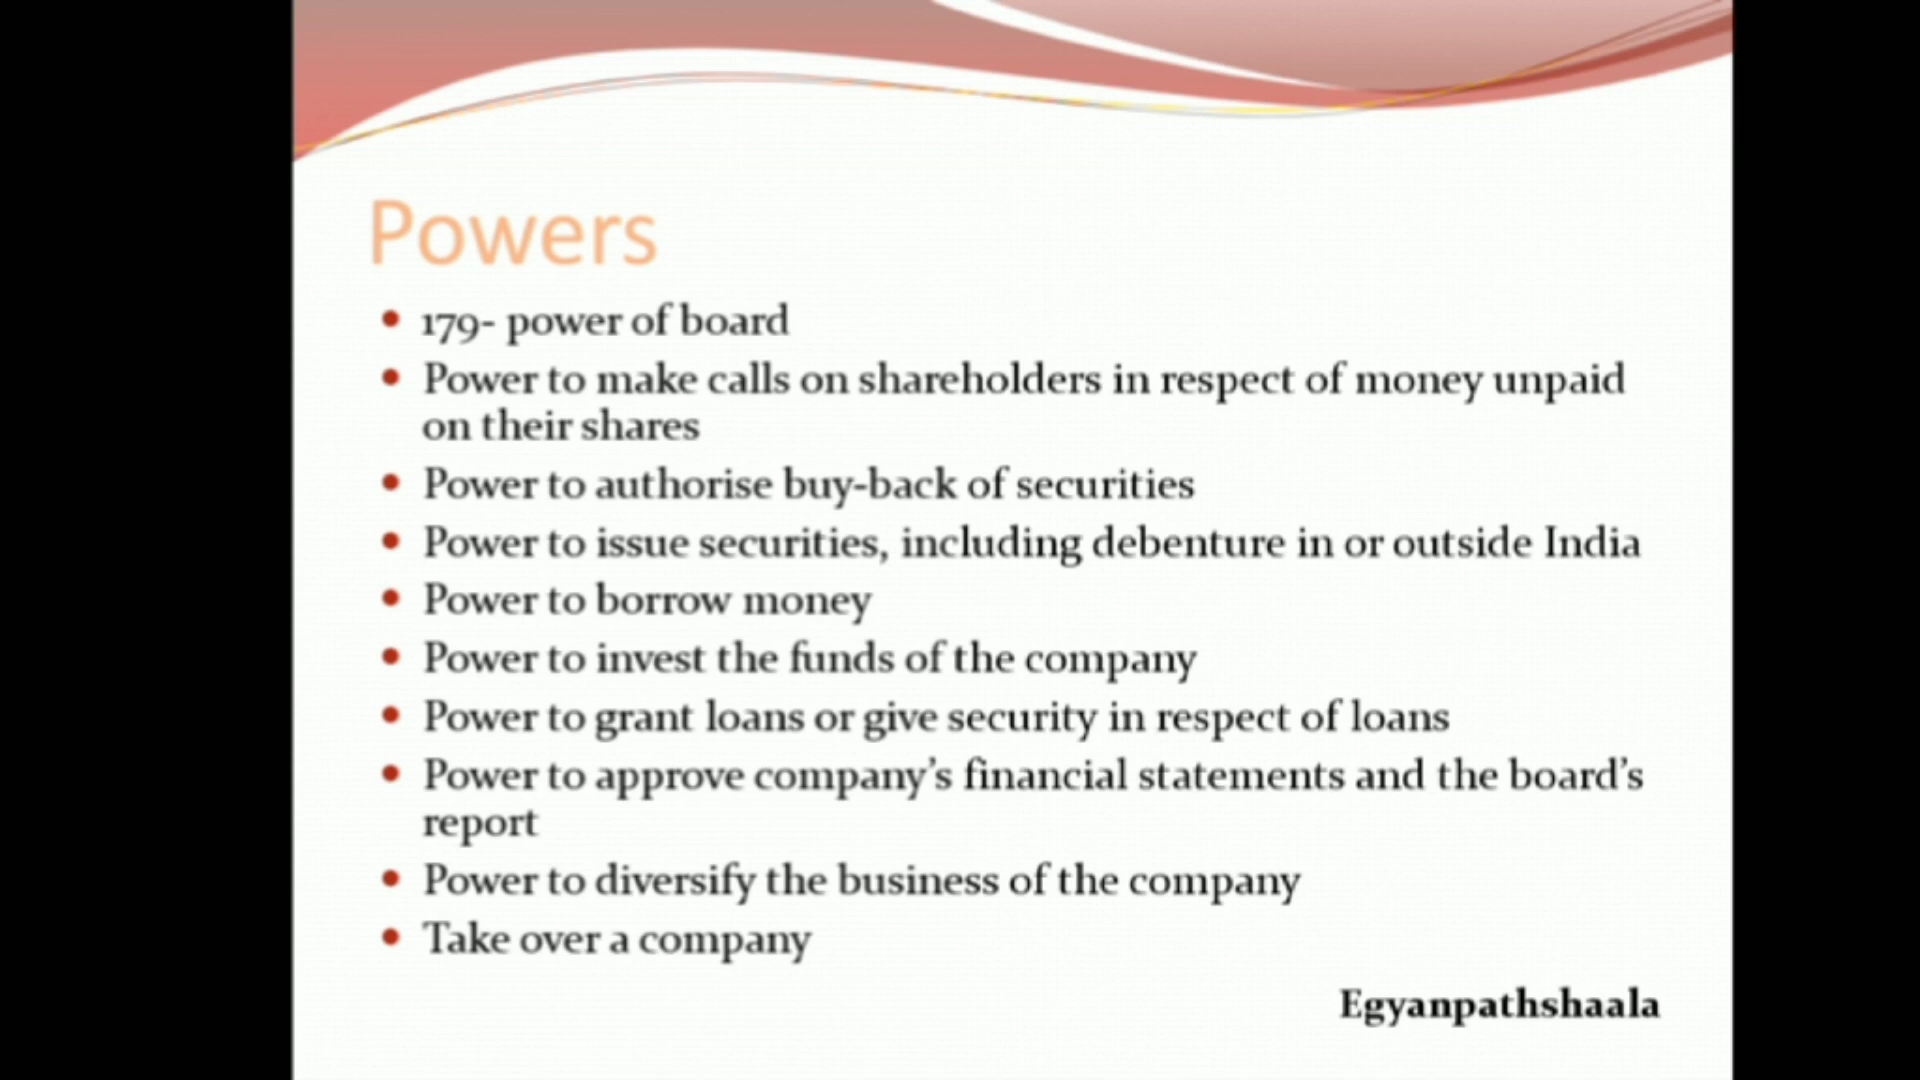 Powers
• 179- power of board
• Power to make calls on shareholders in respect of money unpaid
on their shares
• Power to authorise buy-back of securities
• Power to issue securities, including debenture in or outside India
• Power to borrow money
• Power to invest the funds of the company
• Power to grant loans or give security in respect of loans
• Power to approve company’s financial statements and the board’s
report
• Power to diversify the business of the company
• Take over a company
Egyanpathshaala